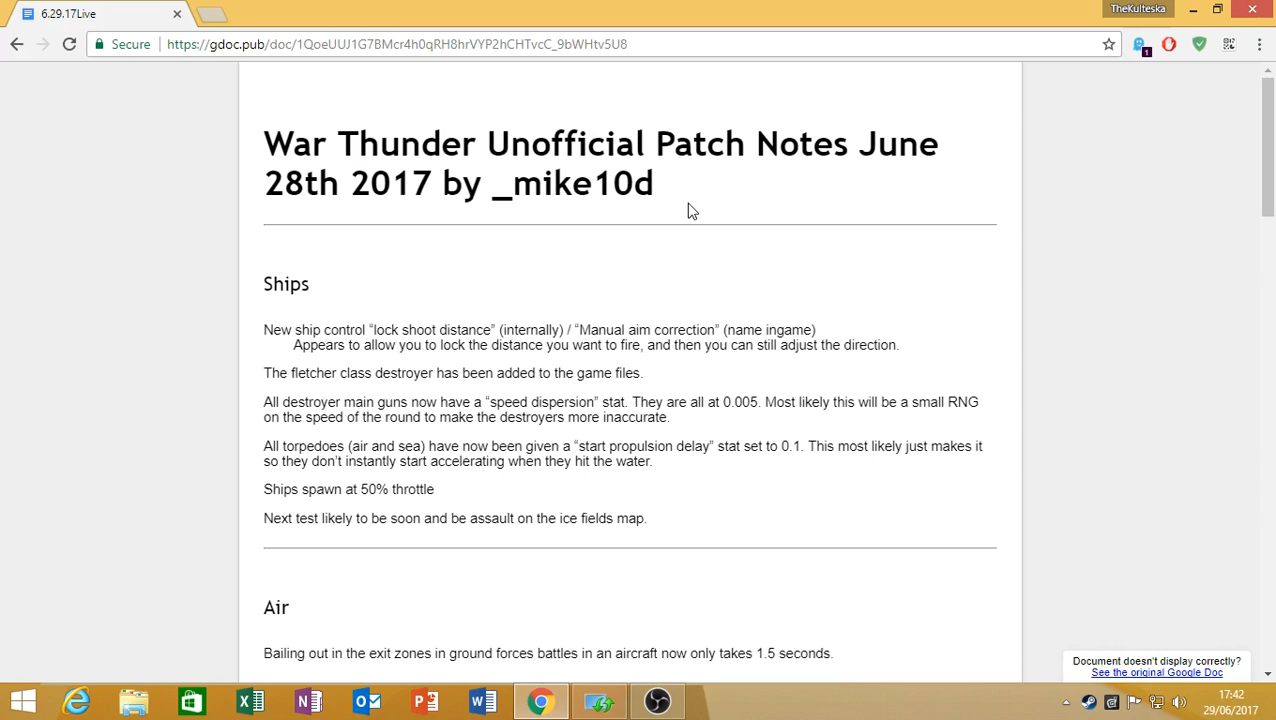 6.29.17Live
TheKulteska
Secure
https://gdoc.pub/doc/1QoeUUJ1G7BMcr4h0qRH8hrVYP2hCHTvcC_9bWHtv5U8
1
War Thunder Unofficial Patch Notes June
28th 2017 by _mike10d
Ships
New ship control “lock shoot distance” (internally) / “Manual aim correction” (name ingame)
Appears to allow you to lock the distance you want to fire, and then you can still adjust the direction.
The fletcher class destroyer has been added to the game files.
All destroyer main guns now have a “speed dispersion” stat. They are all at 0.005. Most likely this will be a small RNG
on the speed of the round to make the destroyers more inaccurate.
All torpedoes (air and sea) have now been given a “start propulsion delay” stat set to 0.1. This most likely just makes it
so they don’t instantly start accelerating when they hit the water.
Ships spawn at 50% throttle
Next test likely to be soon and be assault on the ice fields map.
Air
Bailing out in the exit zones in ground forces battles in an aircraft now only takes 1.5 seconds.
Document doesn't display correctly?
See the original Google Doc
17:42
29/06/2017